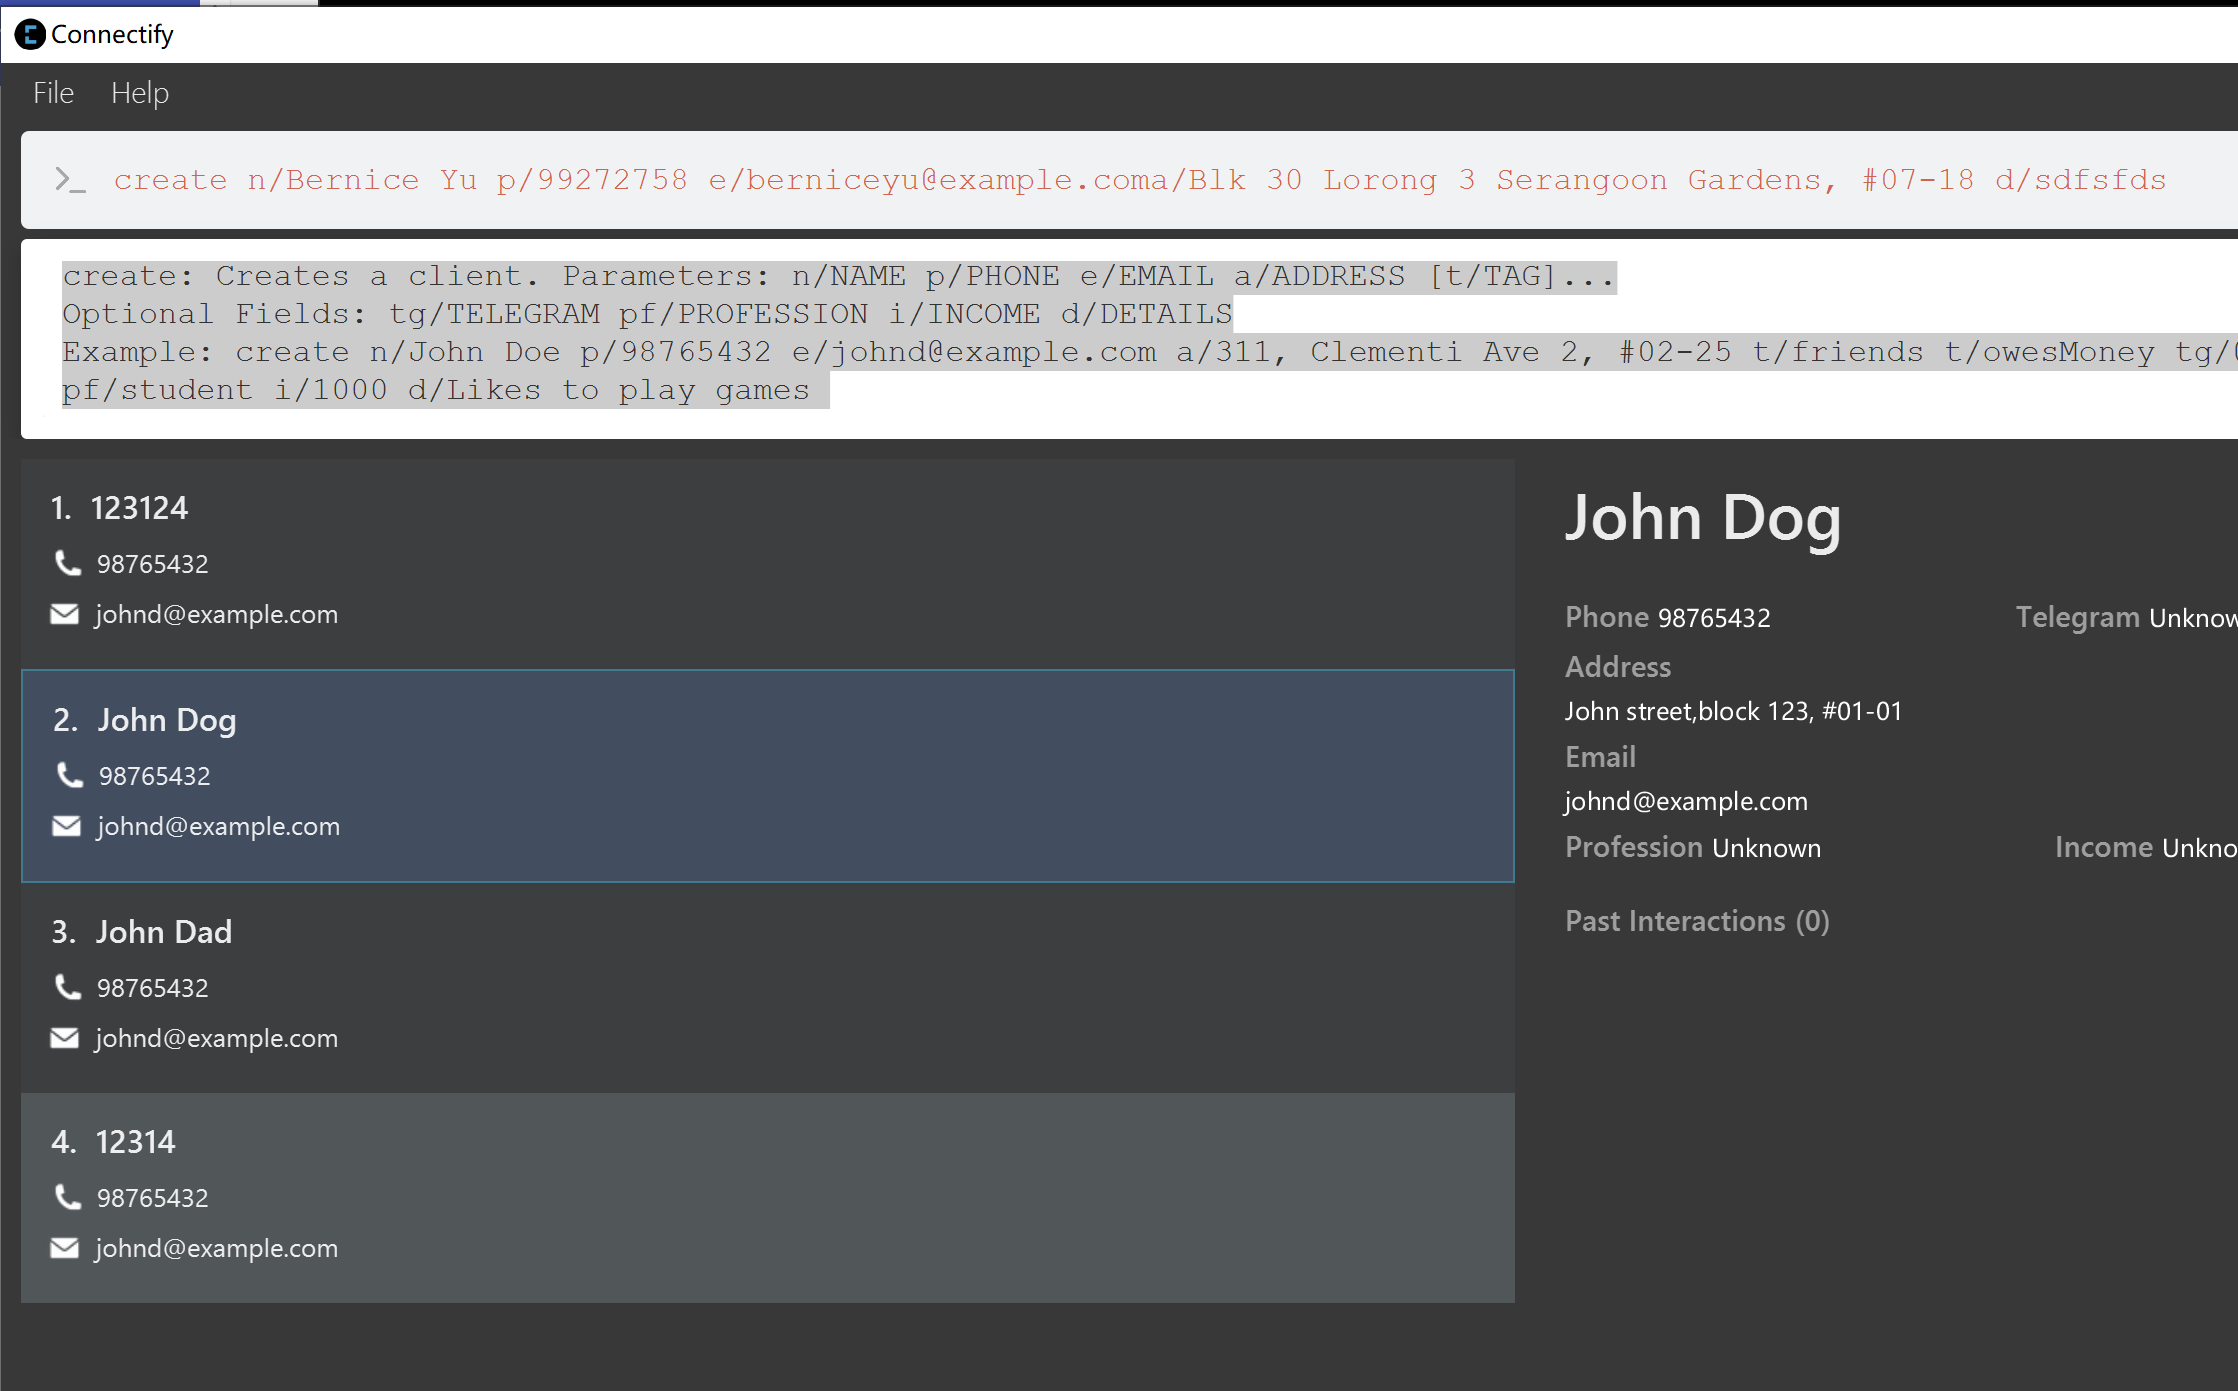 Connectify
File Help
create n/Bernice Yu p/99272758 e/berniceyu@example.coma/Blk 30 Lorong 3 Serangoon Gardens, #07-18 d/sdfsfds
create: Creates a client. Parameters: n/NAME p/PHONE e/EMAIL a/ADDRESS [t/TAG]...
Optional Fields: tg/TELEGRAM pf/PROFESSION i/INCOME d/DETAILS
Example: create n/John Doe p/98765432 e/johnd@example.com a/311, Clementi Ave 2, #02-25 t/friends t/owesMoney tg/
pf/student i/1000 d/Likes to play games
1. 123124
98765432
johnd@example.com
2. John Dog
98765432
johnd@example.com
3. John Dad
98765432
johnd@example.com
4. 12314
98765432
johnd@example.com
John Dog
Phone 98765432 Telegram Unknow
Address
John street,block 123, #01-01
Email
johnd@example.com
Profession Unknown Income Unkno
Past Interactions (0)